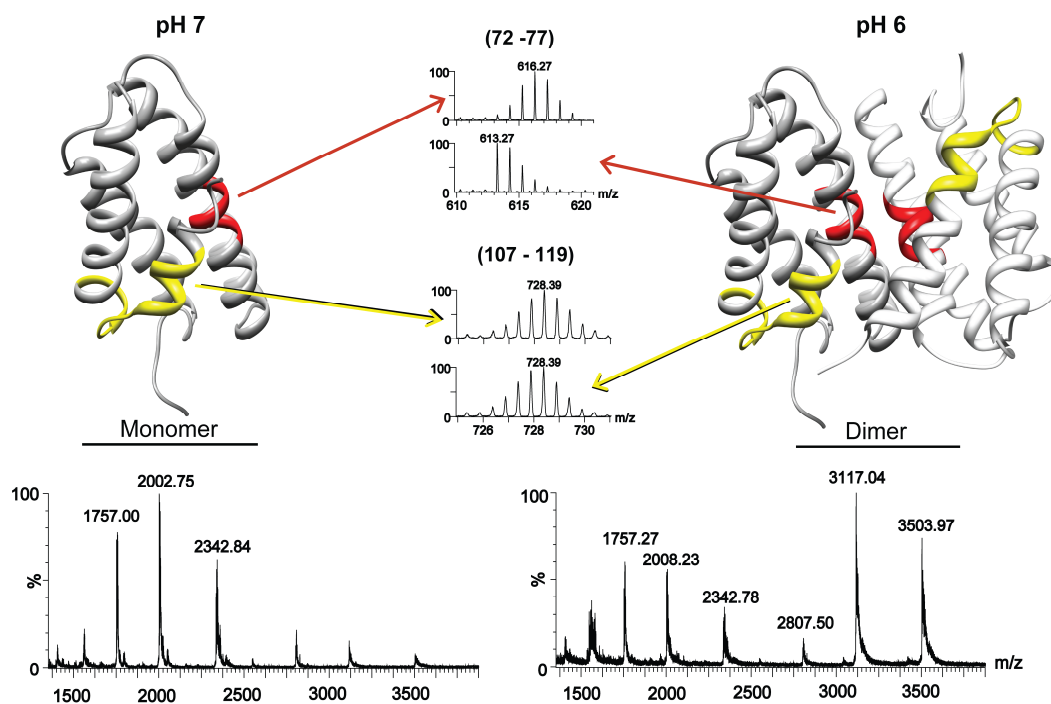 pH 7
pH 6
(72 -77)
616.27
100
0
613.27
100
0
m/z
610 615 620
(107 - 119)
728.39
100
0
728.39
100
0
m/z
726 728 730
Monomer
Dimer
2002.75
100
1757.00
2342.84
%
0
1500 2000 2500 3000 3500
3117.04
100
3503.97
1757.27
2008.23
2342.78
2807.50
%
0
m/z
1500 2000 2500 3000 3500